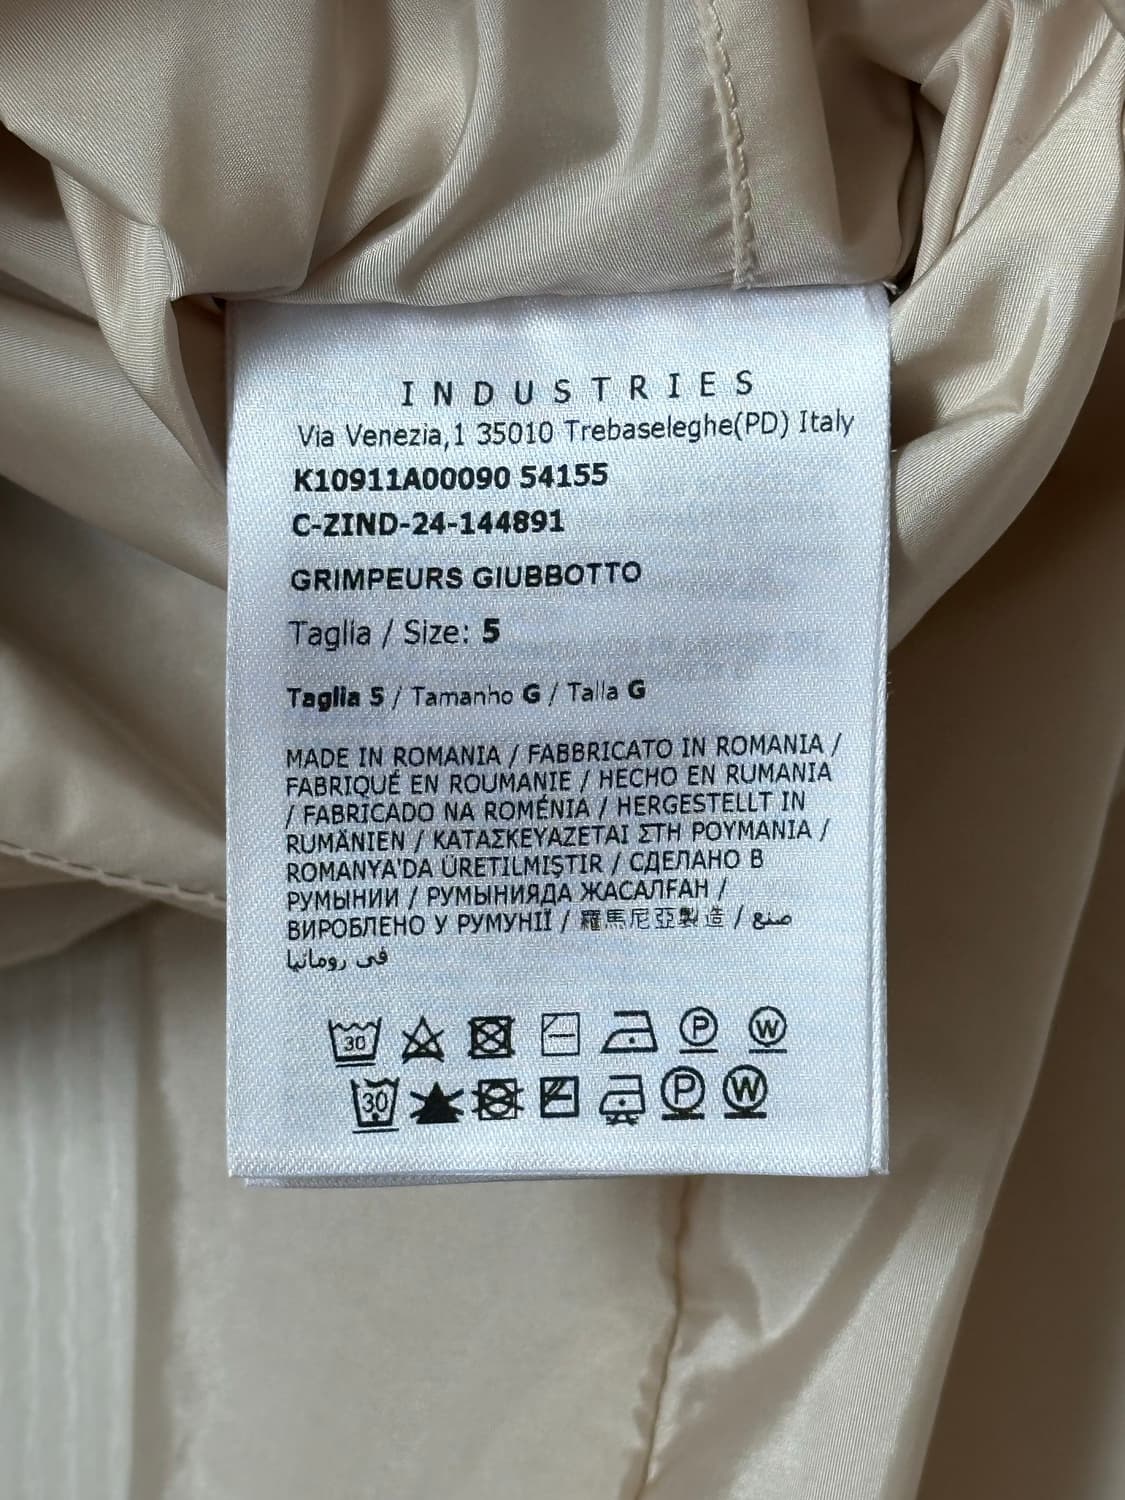 INDUSTRIES
Via Venezia,1 35010 Trebaseleghe(PD) Italy
K10911A00090 54155
C-ZIND-24-144891
GRIMPEURS GIUBBOTTO
Taglia / Size: 5
Taglia 5 / Tamanho G / Talla G
MADE IN ROMANIA / FABBRICATO IN ROMANIA /
FABRIQUÉ EN ROUMANIE / HECHO EN RUMANIA
/ FABRICADO NA ROMÉNIA / HERGESTELLT IN
RUMÄNIEN / ΚΑΤΑΣΚΕΥΑΖΕΤΑΙ ΣΤΗ ΡΟΥΜΑΝΙΑ /
ROMANYA'DA ÜRETILMIŞTIR / СДЕЛАНО В
РУМЫНИИ / РУМЫНИЯДА ЖАСАЛҒАН /
ВИРОБЛЕНО У РУМУНІЇ / 羅馬尼亞製造 / صنع
في رومانيا
30 P W
30 P W